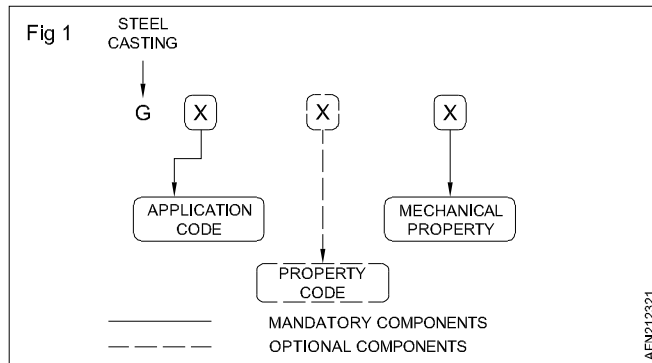 Fig 1
STEEL
CASTING
G X X X
APPLICATION
CODE
MECHANICAL
PROPERTY
PROPERTY
CODE
MANDATORY COMPONENTS
OPTIONAL COMPONENTS
AFN212321